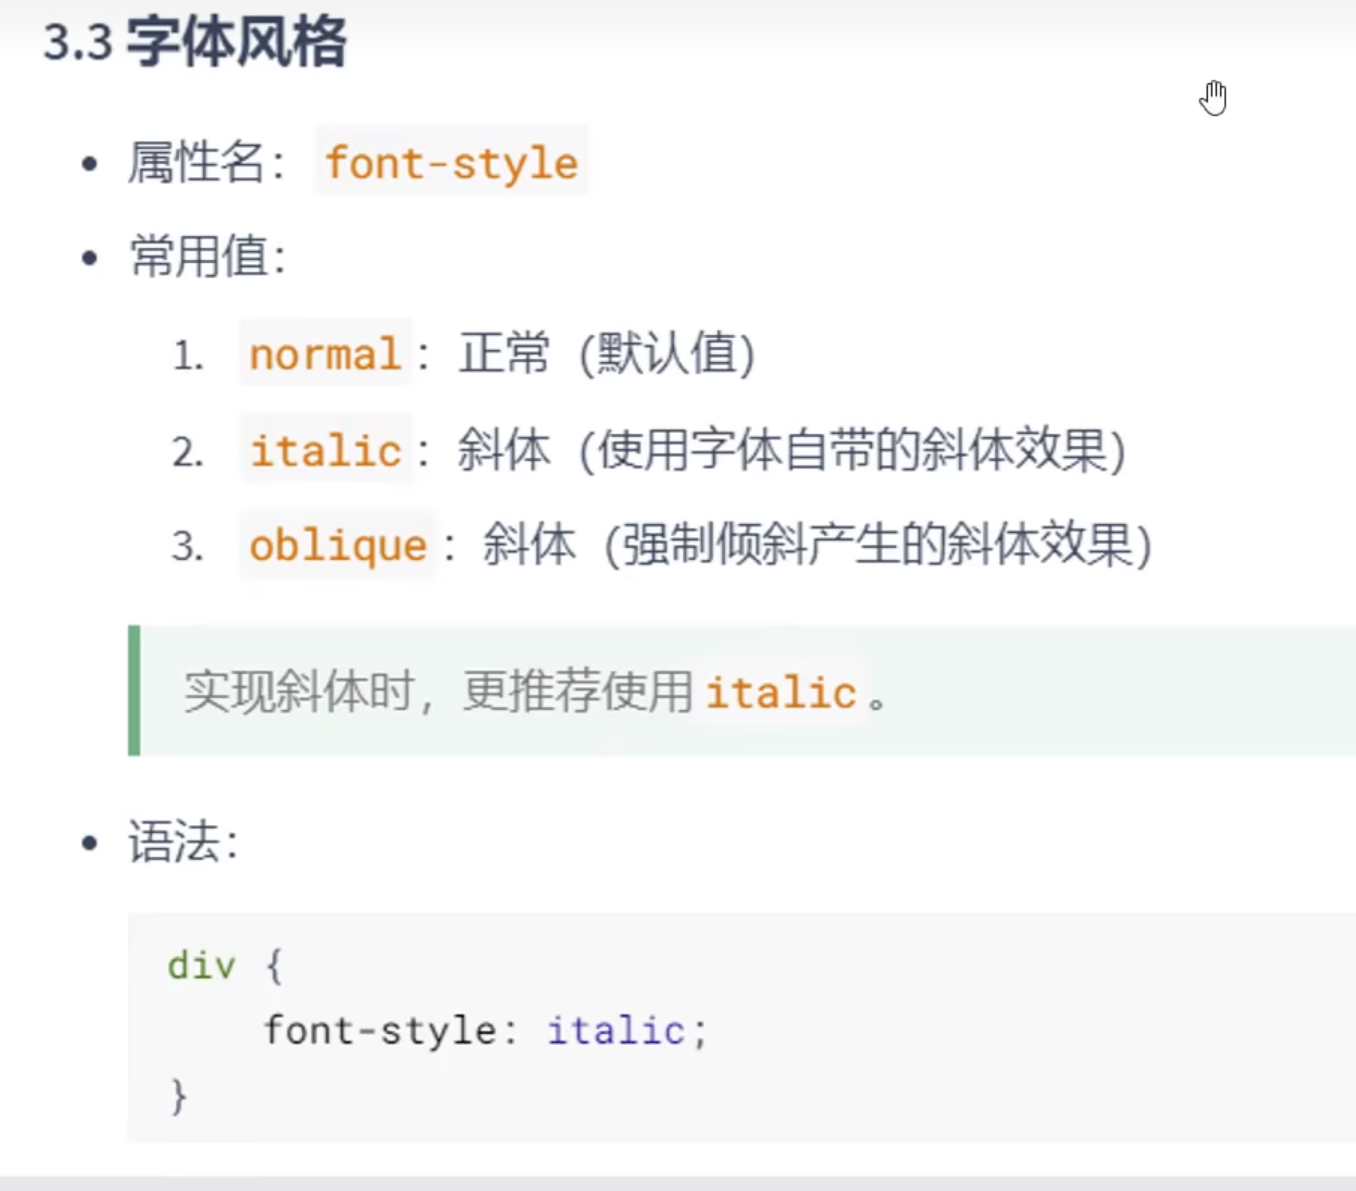 3.3 字体风格
属性名： font-style
常用值：
1. normal： 正常（默认值）
2. italic： 斜体（使用字体自带的斜体效果）
3. oblique： 斜体（强制倾斜产生的斜体效果）
实现斜体时，更推荐使用 italic 。
语法：
div {
    font-style: italic;
}